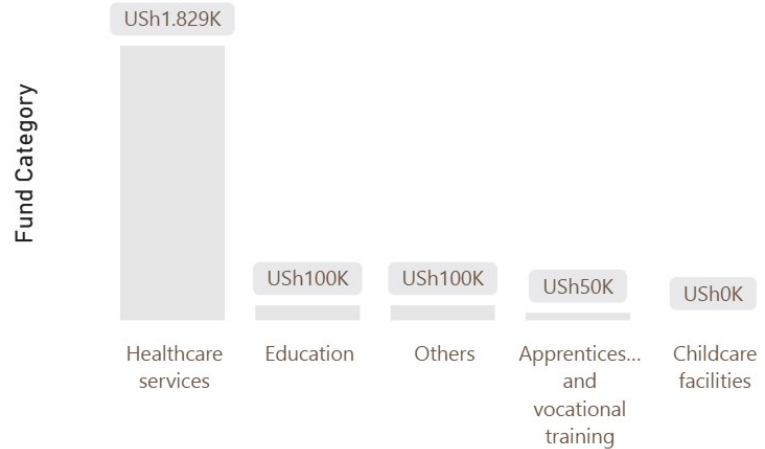 USh1.829K
Fund Category
USh100K
USh100K
USh50K
USh0K
Healthcare
services
Education
Others
Apprentices...
and
vocational
training
Childcare
facilities